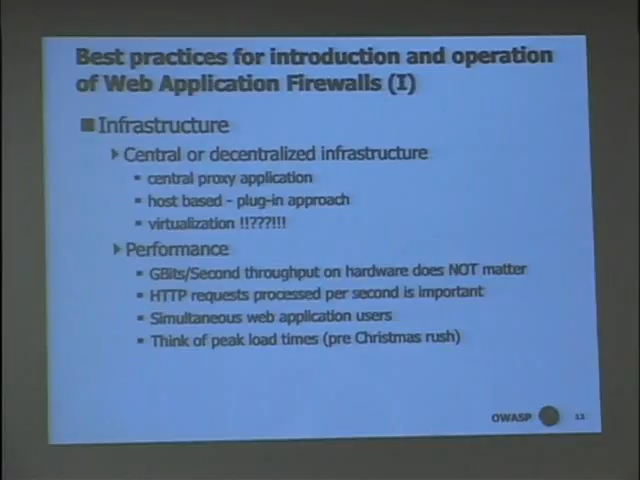 Best practices for introduction and operation
of Web Application Firewalls (I)
Infrastructure
Central or decentralized infrastructure
central proxy application
host based - plug-in approach
virtualization !!???!!!
Performance
GBits/Second throughput on hardware does NOT matter
HTTP requests processed per second is important
Simultaneous web application users
Think of peak load times (pre Christmas rush)
OWASP